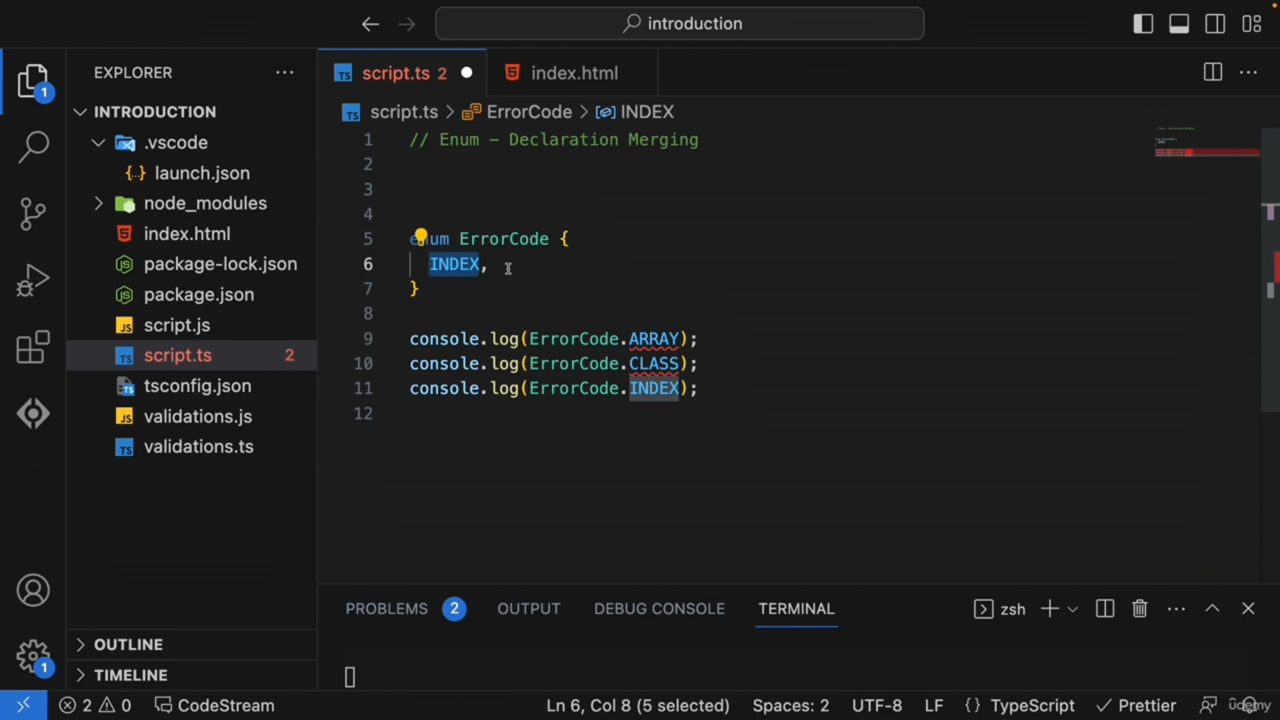 introduction
EXPLORER
INTRODUCTION
.vscode
launch.json
node_modules
index.html
package-lock.json
package.json
script.js
script.ts 2
tsconfig.json
validations.js
validations.ts
OUTLINE
TIMELINE
1
1
script.ts 2
index.html
script.ts > ErrorCode > INDEX
1 // Enum – Declaration Merging
2
3
4
5 enum ErrorCode {
6 INDEX,
7 }
8
9 console.log(ErrorCode.ARRAY);
10 console.log(ErrorCode.CLASS);
11 console.log(ErrorCode.INDEX);
12
PROBLEMS 2 OUTPUT DEBUG CONSOLE TERMINAL zsh
2 0 CodeStream Ln 6, Col 8 (5 selected) Spaces: 2 UTF-8 LF {} TypeScript Prettier
udemy